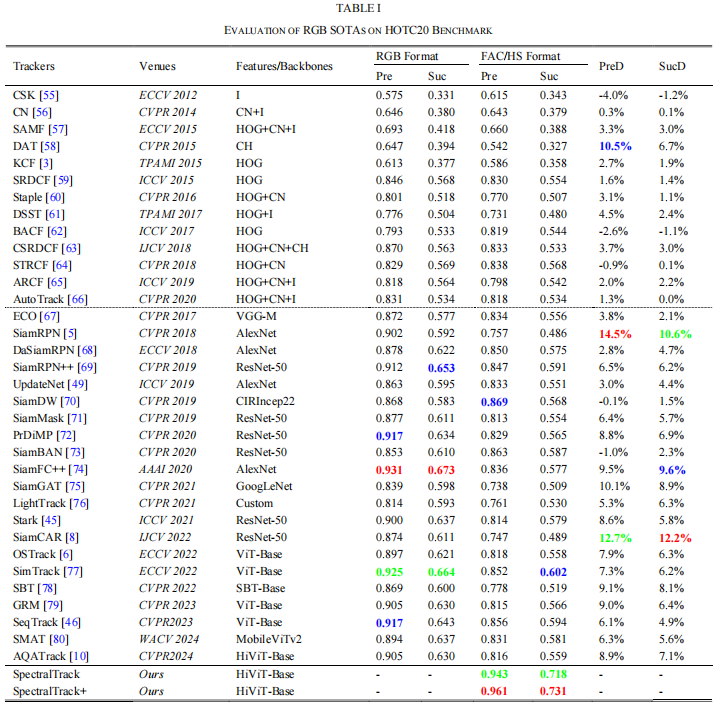 TABLE I
EVALUATION OF RGB SOTAS ON HOTC20 BENCHMARK
Trackers Venues Features/Backbones RGB Format FAC/HS Format PreD SucD
Pre Suc Pre Suc
CSK [55] ECCV 2012 I 0.575 0.331 0.615 0.343 -4.0% -1.2%
CN [56] CVPR 2014 CN+I 0.646 0.380 0.643 0.379 0.3% 0.1%
SAMF [57] ECCV 2015 HOG+CN+I 0.693 0.418 0.660 0.388 3.3% 3.0%
DAT [58] CVPR 2015 CH 0.647 0.394 0.542 0.327 10.5% 6.7%
KCF [3] TPAMI 2015 HOG 0.613 0.377 0.586 0.358 2.7% 1.9%
SRDCF [59] ICCV 2015 HOG 0.846 0.568 0.830 0.554 1.6% 1.4%
Staple [60] CVPR 2016 HOG+CN 0.801 0.518 0.770 0.507 3.1% 1.1%
DSST [61] TPAMI 2017 HOG+I 0.776 0.504 0.731 0.480 4.5% 2.4%
BACF [62] ICCV 2017 HOG 0.793 0.533 0.819 0.544 -2.6% -1.1%
CSRDCF [63] IJCV 2018 HOG+CN+CH 0.870 0.563 0.833 0.533 3.7% 3.0%
STRCF [64] CVPR 2018 HOG+CN 0.829 0.569 0.838 0.568 -0.9% 0.1%
ARCF [65] ICCV 2019 HOG+CN+I 0.818 0.564 0.798 0.542 2.0% 2.2%
AutoTrack [66] CVPR 2020 HOG+CN+I 0.831 0.534 0.818 0.534 1.3% 0.0%
ECO [67] CVPR 2017 VGG-M 0.872 0.577 0.834 0.556 3.8% 2.1%
SiamRPN [5] CVPR 2018 AlexNet 0.902 0.592 0.757 0.486 14.5% 10.6%
DaSiamRPN [68] ECCV 2018 AlexNet 0.878 0.622 0.850 0.575 2.8% 4.7%
SiamRPN++ [69] CVPR 2019 ResNet-50 0.912 0.653 0.847 0.591 6.5% 6.2%
UpdateNet [49] ICCV 2019 AlexNet 0.863 0.595 0.833 0.551 3.0% 4.4%
SiamDW [70] CVPR 2019 CIRIncep22 0.868 0.583 0.869 0.568 -0.1% 1.5%
SiamMask [71] CVPR 2019 ResNet-50 0.877 0.611 0.813 0.554 6.4% 5.7%
PrDiMP [72] CVPR 2020 ResNet-50 0.917 0.634 0.829 0.565 8.8% 6.9%
SiamBAN [73] CVPR 2020 ResNet-50 0.853 0.610 0.863 0.587 -1.0% 2.3%
SiamFC++ [74] AAAI 2020 AlexNet 0.931 0.673 0.836 0.577 9.5% 9.6%
SiamGAT [75] CVPR 2021 GoogLeNet 0.839 0.598 0.738 0.509 10.1% 8.9%
LightTrack [76] CVPR 2021 Custom 0.814 0.593 0.761 0.530 5.3% 6.3%
Stark [45] ICCV 2021 ResNet-50 0.900 0.637 0.814 0.579 8.6% 5.8%
SiamCAR [8] IJCV 2022 ResNet-50 0.874 0.611 0.747 0.489 12.7% 12.2%
OSTrack [6] ECCV 2022 ViT-Base 0.897 0.621 0.818 0.558 7.9% 6.3%
SimTrack [77] ECCV 2022 ViT-Base 0.925 0.664 0.852 0.602 7.3% 6.2%
SBT [78] CVPR 2022 SBT-Base 0.869 0.600 0.778 0.519 9.1% 8.1%
GRM [79] CVPR 2023 ViT-Base 0.905 0.630 0.815 0.566 9.0% 6.4%
SeqTrack [46] CVPR2023 ViT-Base 0.917 0.643 0.856 0.594 6.1% 4.9%
SMAT [80] WACV 2024 MobileViTv2 0.894 0.637 0.831 0.581 6.3% 5.6%
AQATrack [10] CVPR2024 HiViT-Base 0.905 0.630 0.816 0.559 8.9% 7.1%
SpectralTrack Ours HiViT-Base - - 0.943 0.718 - -
SpectralTrack+ Ours HiViT-Base - - 0.961 0.731 - -